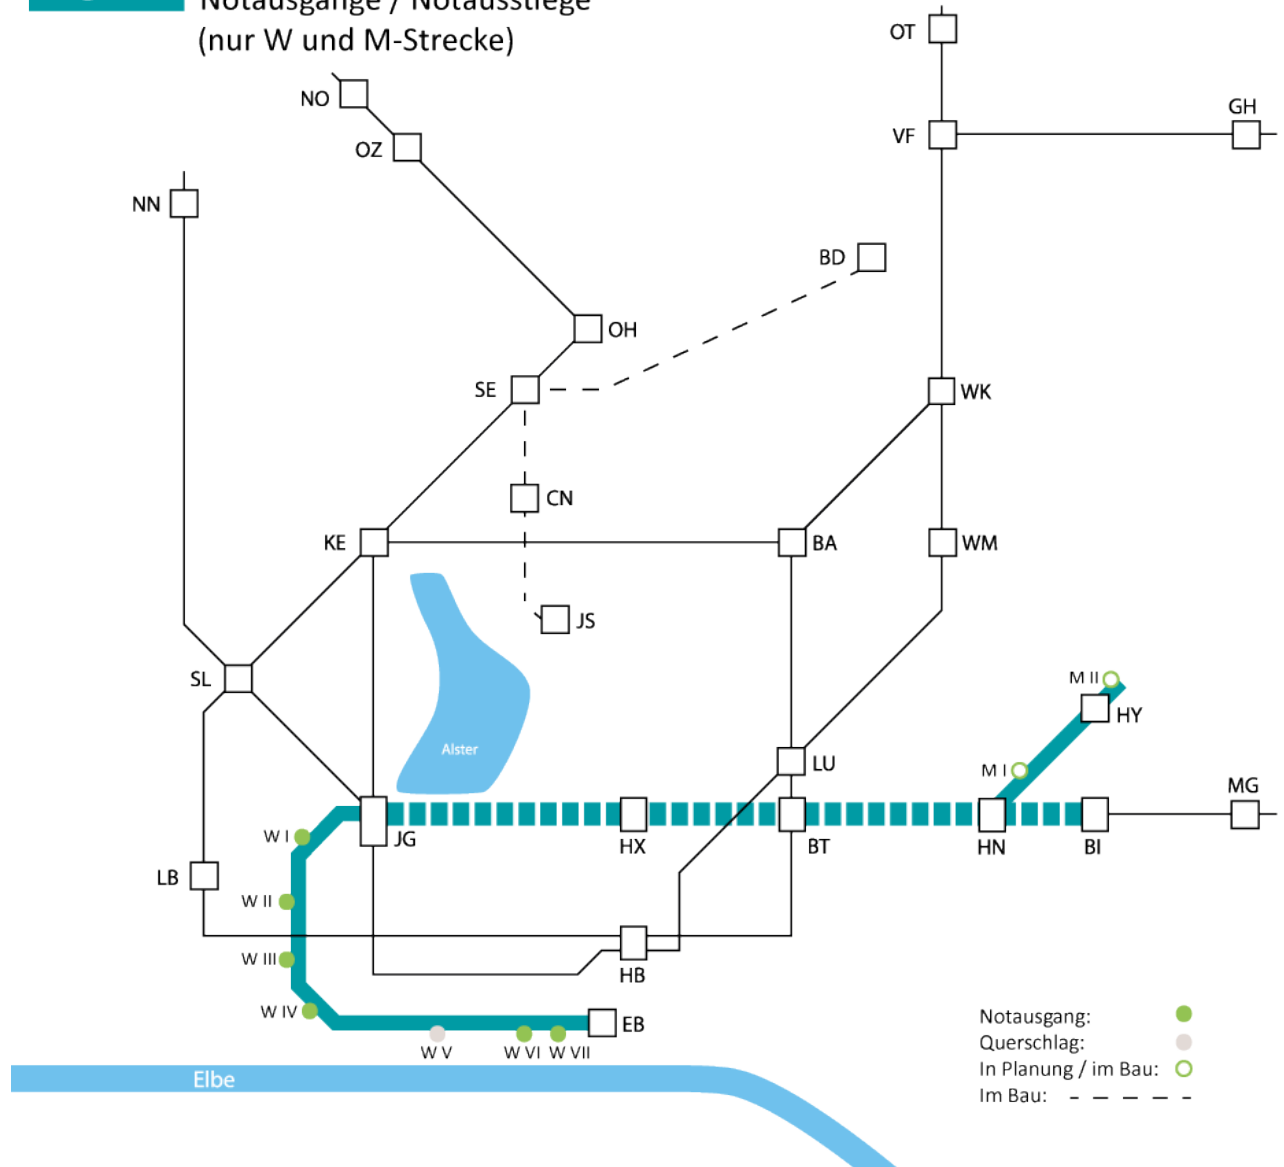 Notausgänge / Notausstiege
(nur W und M-Strecke)
OT
NO
GH
VF
OZ
NN
BD
OH
SE
WK
CN
KE
BA
WM
JS
SL
M II
HY
Alster
LU
M I
MG
W I
JG
HX
BT
HN
BI
LB
W II
W III
HB
W IV
EB
W V
W VI
W VII
Notausgang:
Querschlag:
In Planung / im Bau:
Im Bau:
Elbe